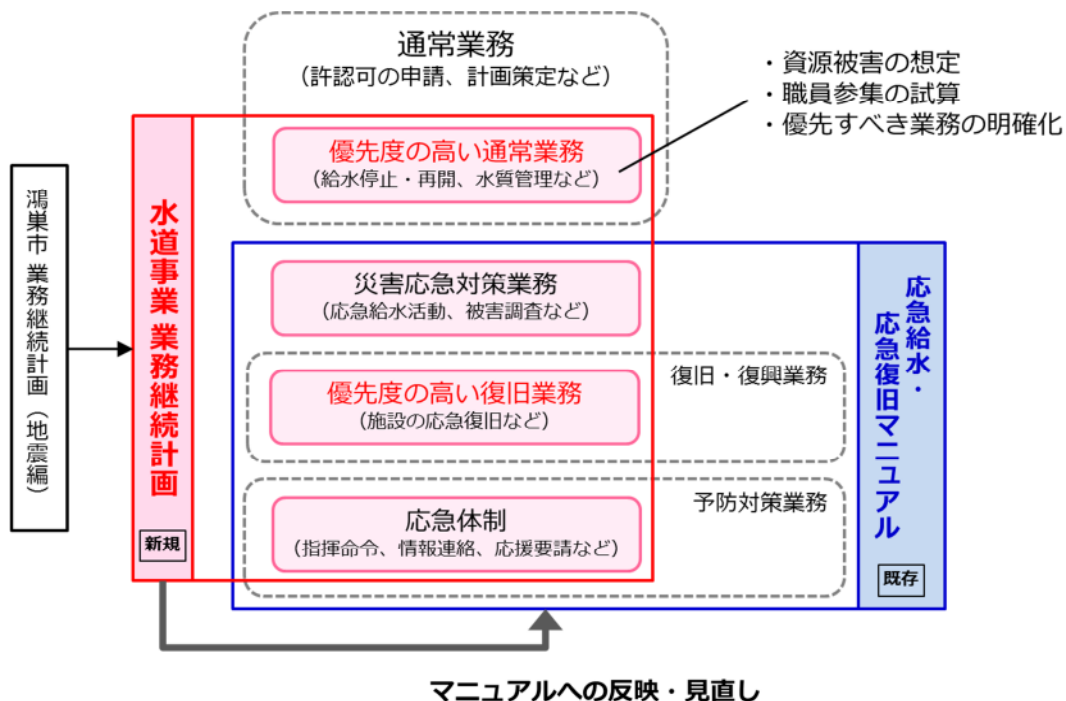 通常業務
（許認可の申請、計画策定など）
・資源被害の想定
・職員参集の試算
・優先すべき業務の明確化
優先度の高い通常業務
（給水停止・再開、水質管理など）
鴻巣市 業務継続計画（地震編）
水道事業 業務継続計画
新規
災害応急対策業務
（応急給水活動、被害調査など）
復旧・復興業務
優先度の高い復旧業務
（施設の応急復旧など）
予防対策業務
応急体制
（指揮命令、情報連絡、応援要請など）
応急給水・
応急復旧マニュアル
既存
マニュアルへの反映・見直し